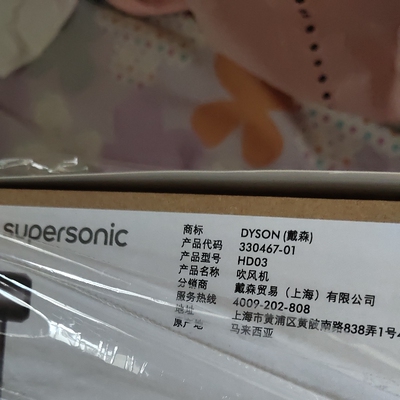 supersonic
商标 DYSON (戴森)
产品代码 330467-01
产品型号 HD03
产品名称 吹风机
分销商 戴森贸易（上海）有限公司
服务热线 4009-202-808
上海市黄浦区黄陂南路838弄1号
原产地 马来西亚